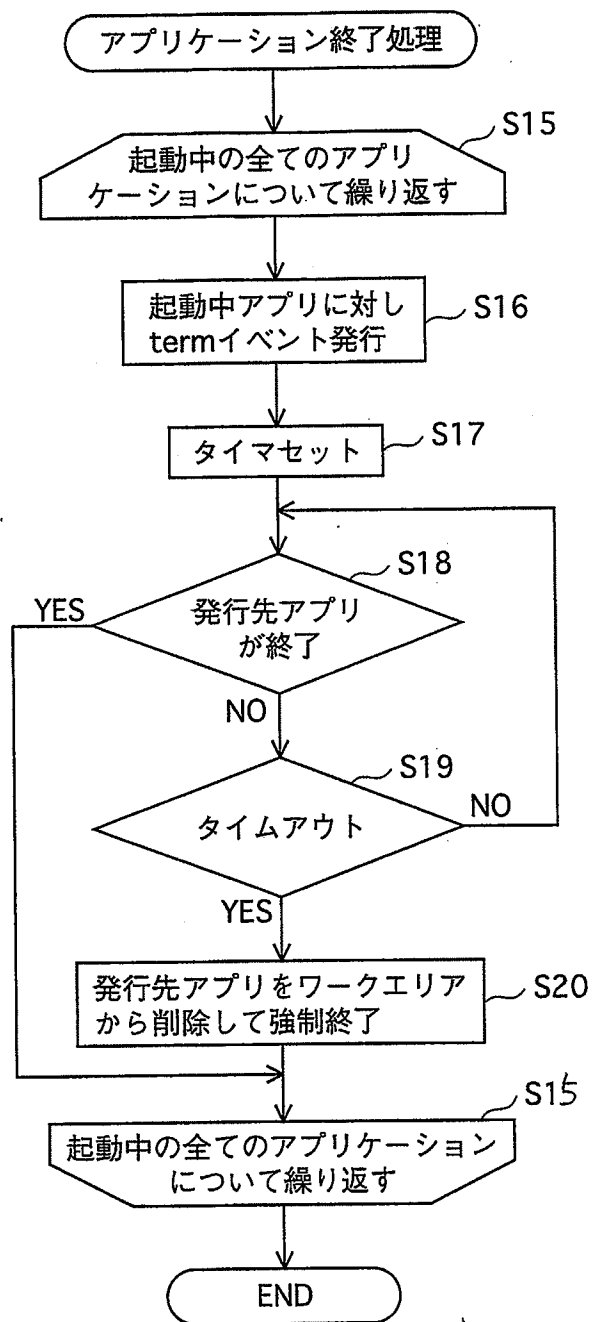 アプリケーション終了処理
S15
起動中の全てのアプリ
ケーションについて繰り返す
起動中アプリに対し
termイベント発行
S16
タイマセット
S17
S18
YES
発行先アプリ
が終了
NO
S19
タイムアウト
NO
YES
発行先アプリをワークエリア
から削除して強制終了
S20
S15
起動中の全てのアプリケーション
について繰り返す
END